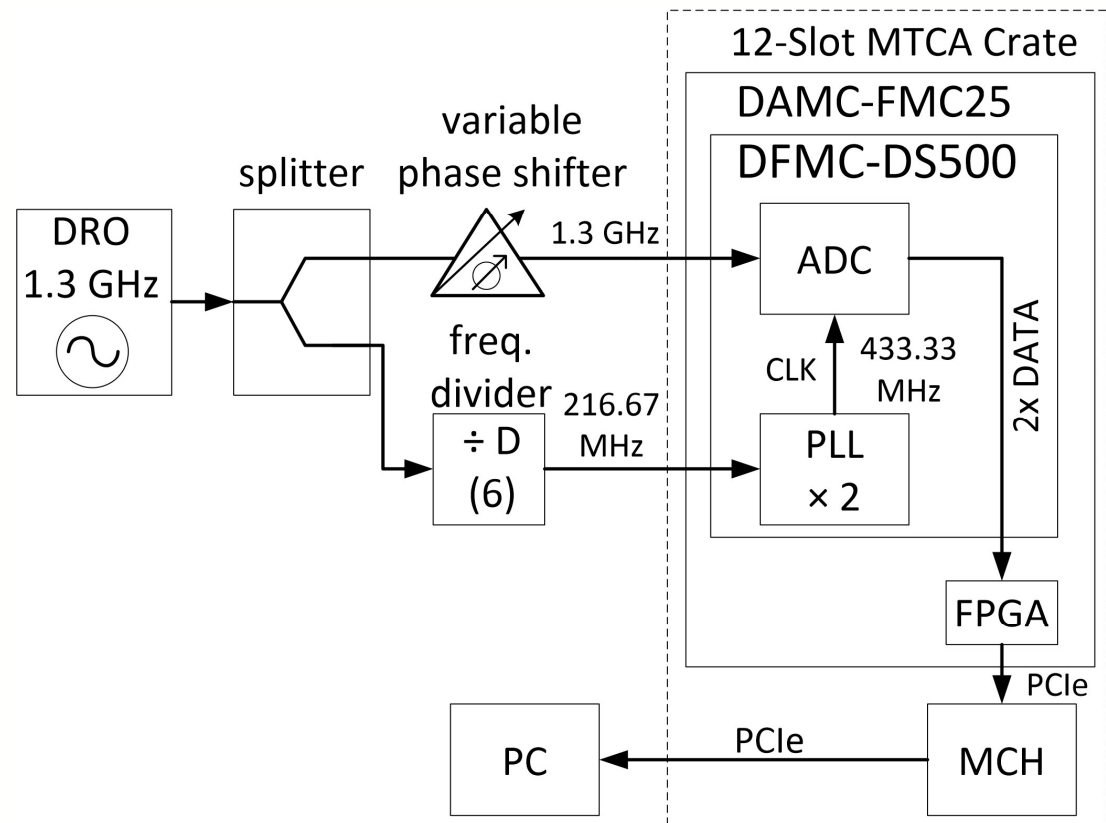 12-Slot MTCA Crate
DAMC-FMC25
DFMC-DS500
variable
phase shifter
splitter
DRO
1.3 GHz
1.3 GHz
ADC
freq.
divider
÷ D
(6)
216.67
MHz
CLK
433.33
MHz
PLL
× 2
2x DATA
FPGA
PCIe
MCH
PCIe
PC